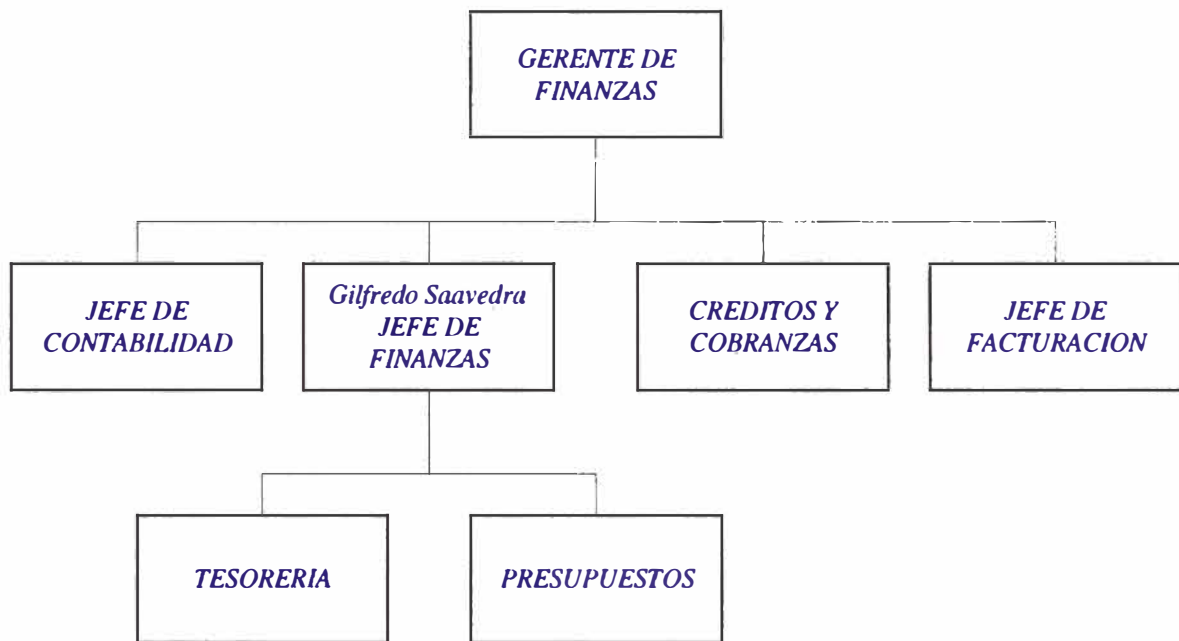 GERENTE DE
FINANZAS
JEFE DE
CONTABILIDAD
Gilfredo Saavedra
JEFE DE
FINANZAS
CREDITOS Y
COBRANZAS
JEFE DE
FACTURACION
TESORERIA
PRESUPUESTOS